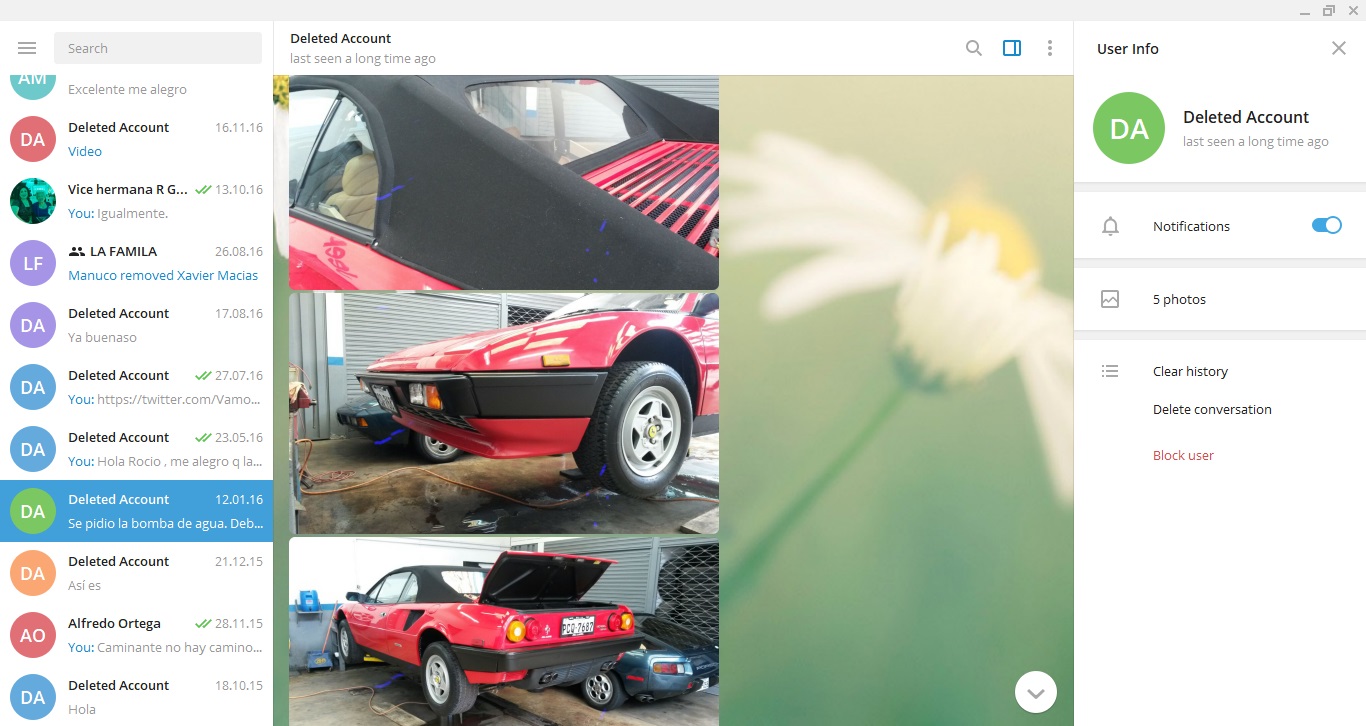 Search
AM
Excelente me alegro
DA
Deleted Account
16.11.16
Video
Vice hermana R G...
13.10.16
You: Igualmente.
LF
LA FAMILA
26.08.16
Manuco removed Xavier Macias
DA
Deleted Account
17.08.16
Ya buenaso
DA
Deleted Account
27.07.16
You: https://twitter.com/Vamo...
DA
Deleted Account
23.05.16
You: Hola Rocio , me alegro q la...
DA
Deleted Account
12.01.16
Se pidio la bomba de agua. Deb...
DA
Deleted Account
21.12.15
Así es
AO
Alfredo Ortega
28.11.15
You: Caminante no hay camino...
DA
Deleted Account
18.10.15
Hola
Deleted Account
last seen a long time ago
PCQ-7687
User Info
DA
Deleted Account
last seen a long time ago
Notifications
5 photos
Clear history
Delete conversation
Block user